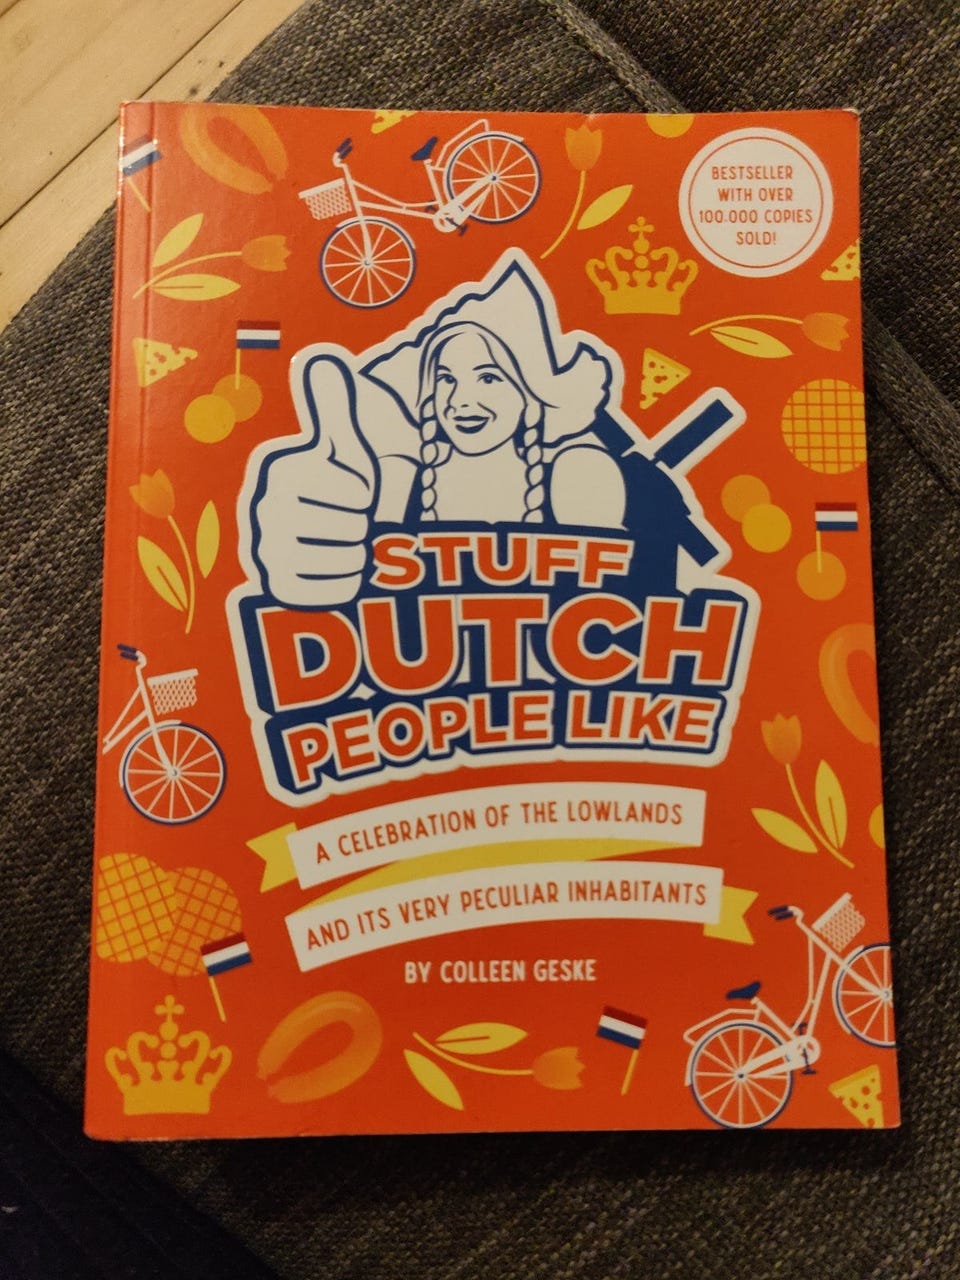 BESTSELLER
WITH OVER
100.000 COPIES
SOLD!
STUFF
DUTCH
PEOPLE LIKE
A CELEBRATION OF THE LOWLANDS
AND ITS VERY PECULIAR INHABITANTS
BY COLLEEN GESKE